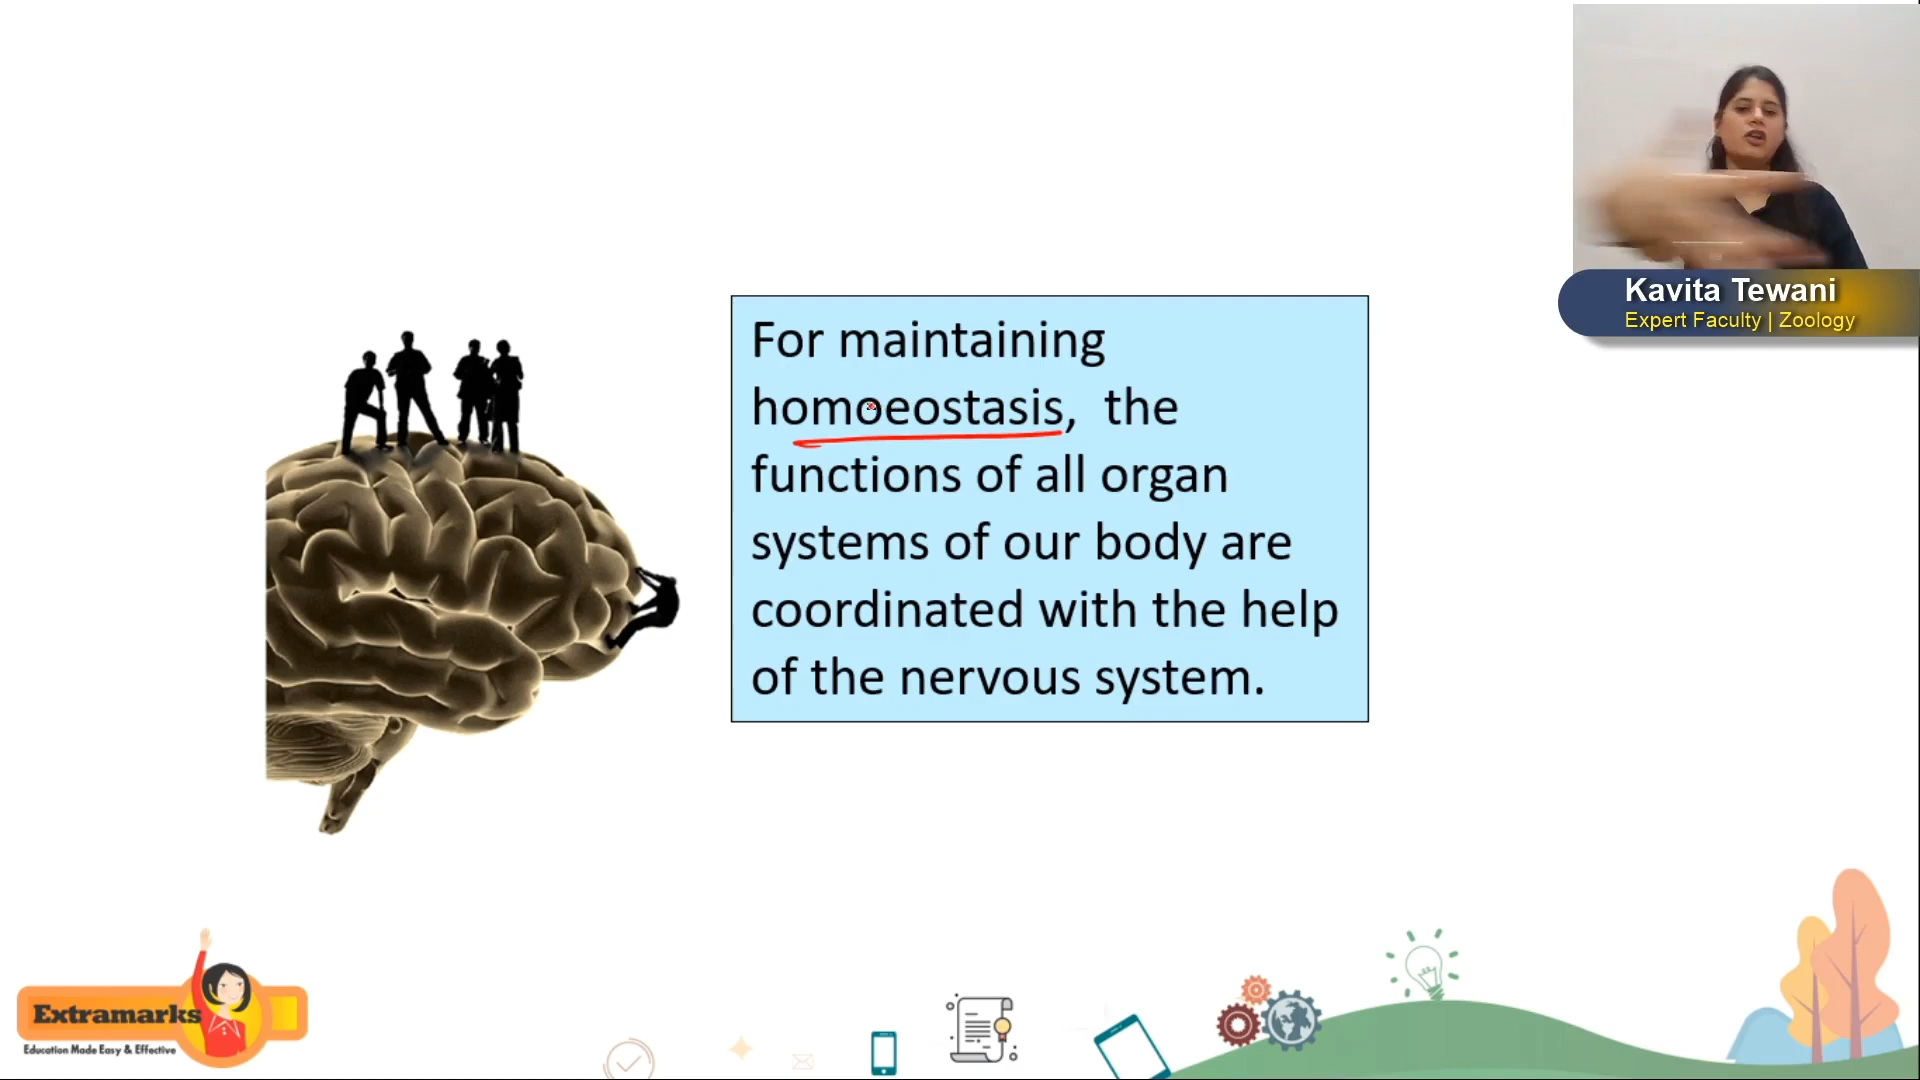 Kavita Tewani
Expert Faculty | Zoology
For maintaining
homoeostasis, the
functions of all organ
systems of our body are
coordinated with the help
of the nervous system.
Extramarks
Education Made Easy & Effective